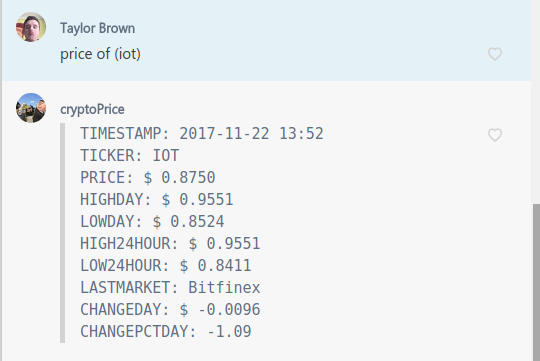 Taylor Brown
price of (iot)
cryptoPrice
TIMESTAMP: 2017-11-22 13:52
TICKER: IOT
PRICE: $ 0.8750
HIGHDAY: $ 0.9551
LOWDAY: $ 0.8524
HIGH24HOUR: $ 0.9551
LOW24HOUR: $ 0.8411
LASTMARKET: Bitfinex
CHANGEDAY: $ -0.0096
CHANGEPCTDAY: -1.09